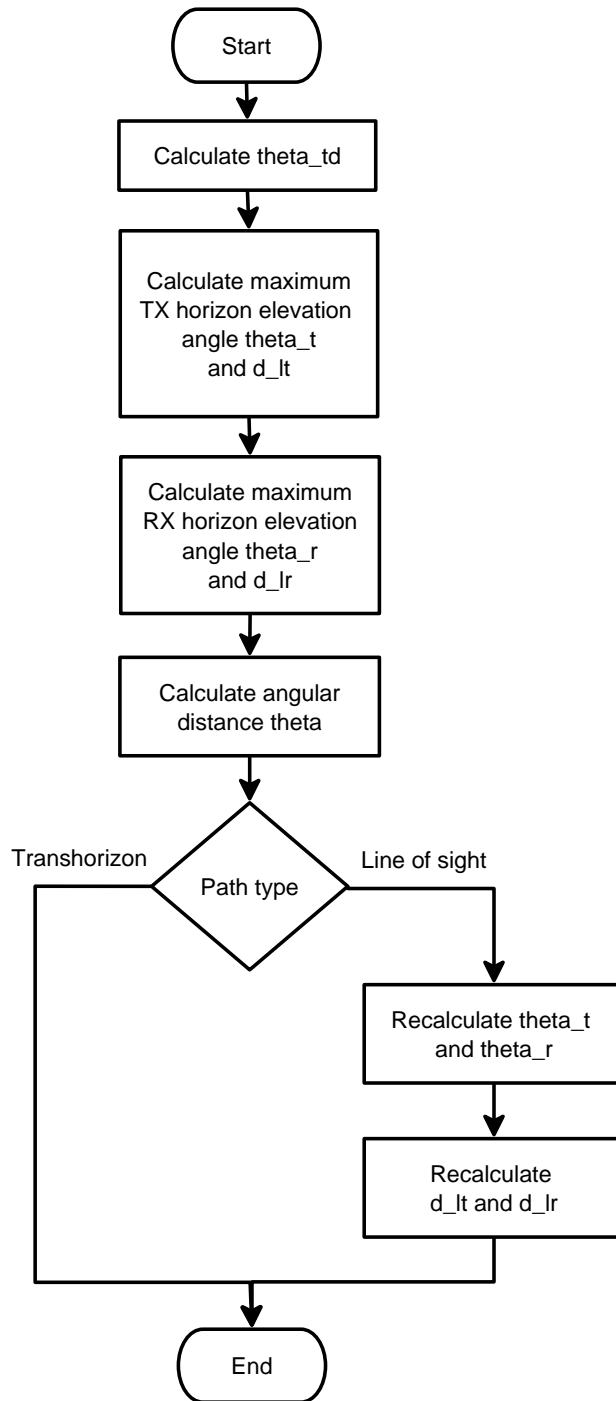 Start
Calculate theta_td
Calculate maximum
TX horizon elevation
angle theta_t
and d_lt
Calculate maximum
RX horizon elevation
angle theta_r
and d_lr
Calculate angular
distance theta
Transhorizon
Line of sight
Path type
Recalculate theta_t
and theta_r
Recalculate
d_lt and d_lr
End